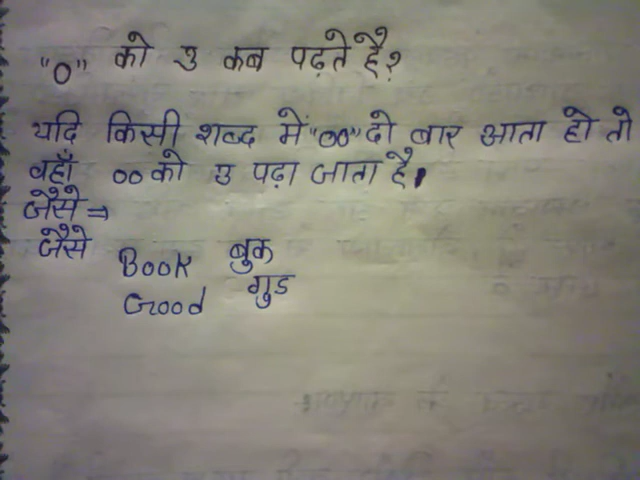 "O" को उ कब पढ़ते है?
यदि किसी शब्द में "oo" दो बार आता हो तो
वहाँ oo को उ पढ़ा जाता है।
जैसे ⇒
जैसे
Book बुक
Good गुड